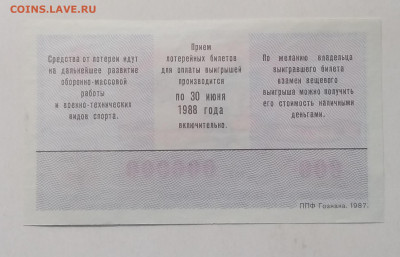 COINS.LAVE.RU
Средства от лотереи идут
на дальнейшее развитие
оборонно-массовой
работы
и военно-технических
видов спорта.
Прием
лотерейных билетов
для оплаты выигрышей
производится
по 30 июня
1988 года
включительно.
По желанию владельца
выигравшего билета
взамен вещевого
выигрыша можно получить
его стоимость наличными
деньгами.
ППФ Гознака. 1987.